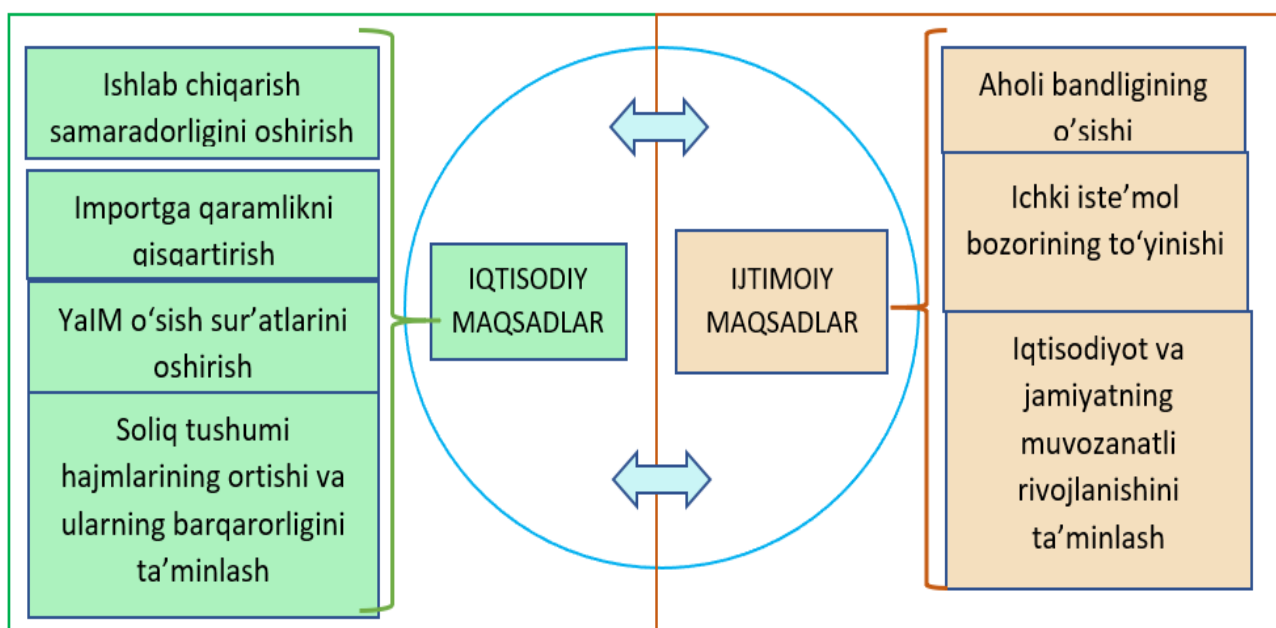 Ishlab chiqarish
samaradorligini oshirish
Importga qaramlikni
qisqartirish
YaIM o‘sish sur’atlarini
oshirish
Soliq tushumi
hajmlarining ortishi va
ularning barqarorligini
ta’minlash
IQTISODIY
MAQSADLAR
IJTIMOIY
MAQSADLAR
Aholi bandligining
o’sishi
Ichki iste’mol
bozorining to‘yinishi
Iqtisodiyot va
jamiyatning
muvozanatli
rivojlanishini
ta’minlash